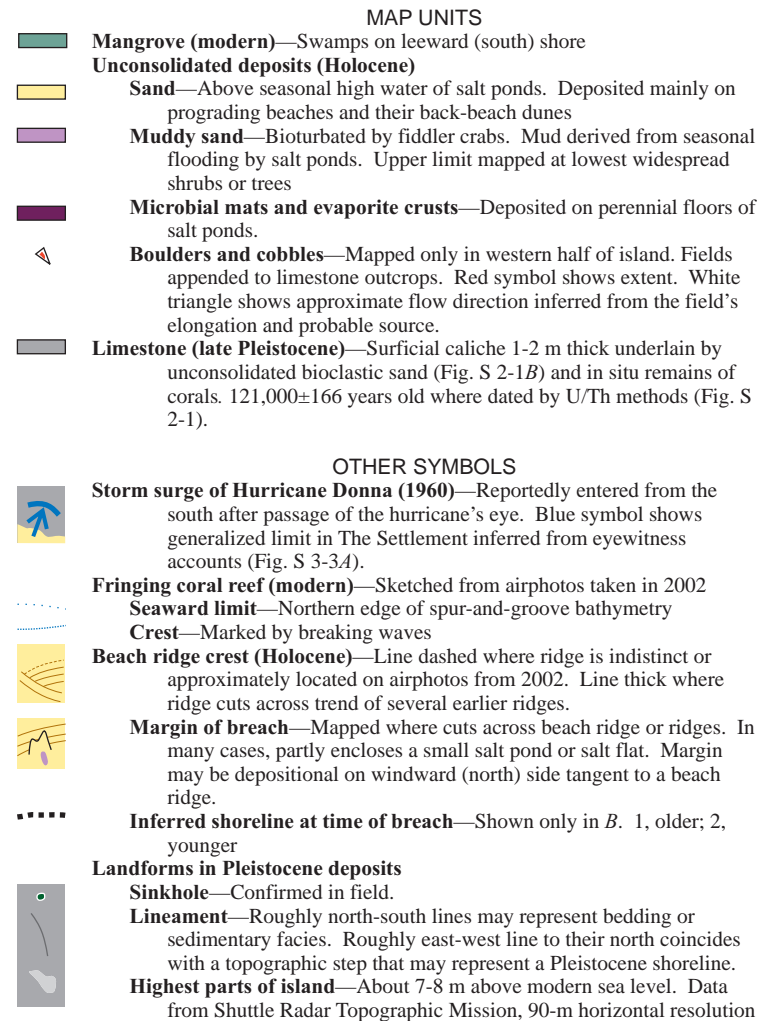 MAP UNITS
Mangrove (modern)—Swamps on leeward (south) shore
Unconsolidated deposits (Holocene)
Sand—Above seasonal high water of salt ponds.  Deposited mainly on
prograding beaches and their back-beach dunes
Muddy sand—Bioturbated by fiddler crabs.  Mud derived from seasonal
flooding by salt ponds.  Upper limit mapped at lowest widespread
shrubs or trees
Microbial mats and evaporite crusts—Deposited on perennial floors of
salt ponds.
Boulders and cobbles—Mapped only in western half of island. Fields
appended to limestone outcrops.  Red symbol shows extent.  White
triangle shows approximate flow direction inferred from the field's
elongation and probable source.
Limestone (late Pleistocene)—Surficial caliche 1-2 m thick underlain by
unconsolidated bioclastic sand (Fig. S 2-1B) and in situ remains of
corals. 121,000±166 years old where dated by U/Th methods (Fig. S
2-1).
OTHER SYMBOLS
Storm surge of Hurricane Donna (1960)—Reportedly entered from the
south after passage of the hurricane's eye.  Blue symbol shows
generalized limit in The Settlement inferred from eyewitness
accounts (Fig. S 3-3A).
Fringing coral reef (modern)—Sketched from airphotos taken in 2002
Seaward limit—Northern edge of spur-and-groove bathymetry
Crest—Marked by breaking waves
Beach ridge crest (Holocene)—Line dashed where ridge is indistinct or
approximately located on airphotos from 2002.  Line thick where
ridge cuts across trend of several earlier ridges.
Margin of breach—Mapped where cuts across beach ridge or ridges.  In
many cases, partly encloses a small salt pond or salt flat.  Margin
may be depositional on windward (north) side tangent to a beach
ridge.
Inferred shoreline at time of breach—Shown only in B.  1, older; 2,
younger
Landforms in Pleistocene deposits
Sinkhole—Confirmed in field.
Lineament—Roughly north-south lines may represent bedding or
sedimentary facies.  Roughly east-west line to their north coincides
with a topographic step that may represent a Pleistocene shoreline.
Highest parts of island—About 7-8 m above modern sea level.  Data
from Shuttle Radar Topographic Mission, 90-m horizontal resolution